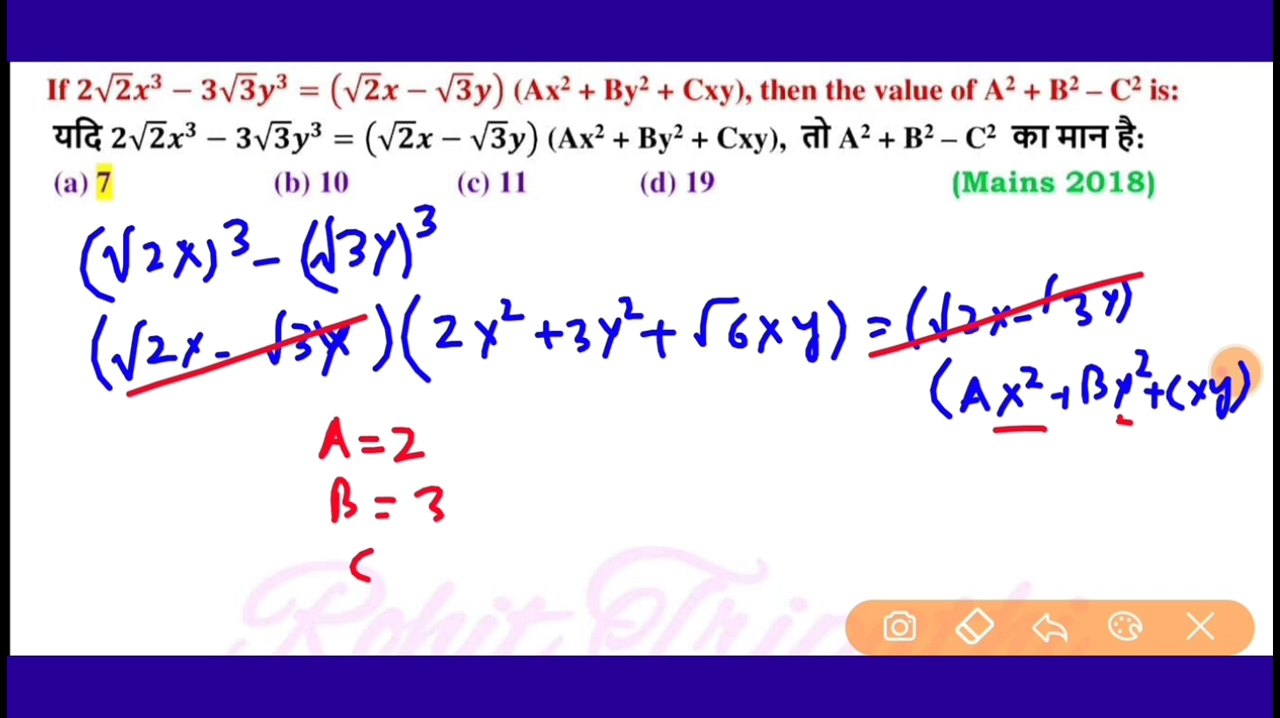 If 2√2x³ − 3√3y³ = (√2x − √3y) (Ax² + By² + Cxy), then the value of A² + B² – C² is:
यदि 2√2x³ − 3√3y³ = (√2x − √3y) (Ax² + By² + Cxy), तो A² + B² – C² का मान है:
(a) 7 (b) 10 (c) 11 (d) 19 (Mains 2018)
(√2x)³ - (√3y)³
(√2x - √3y)(2x² + 3y² + √6xy) = (√2x - √3y)
(Ax² + By² + Cxy)
A = 2
B = 3
C